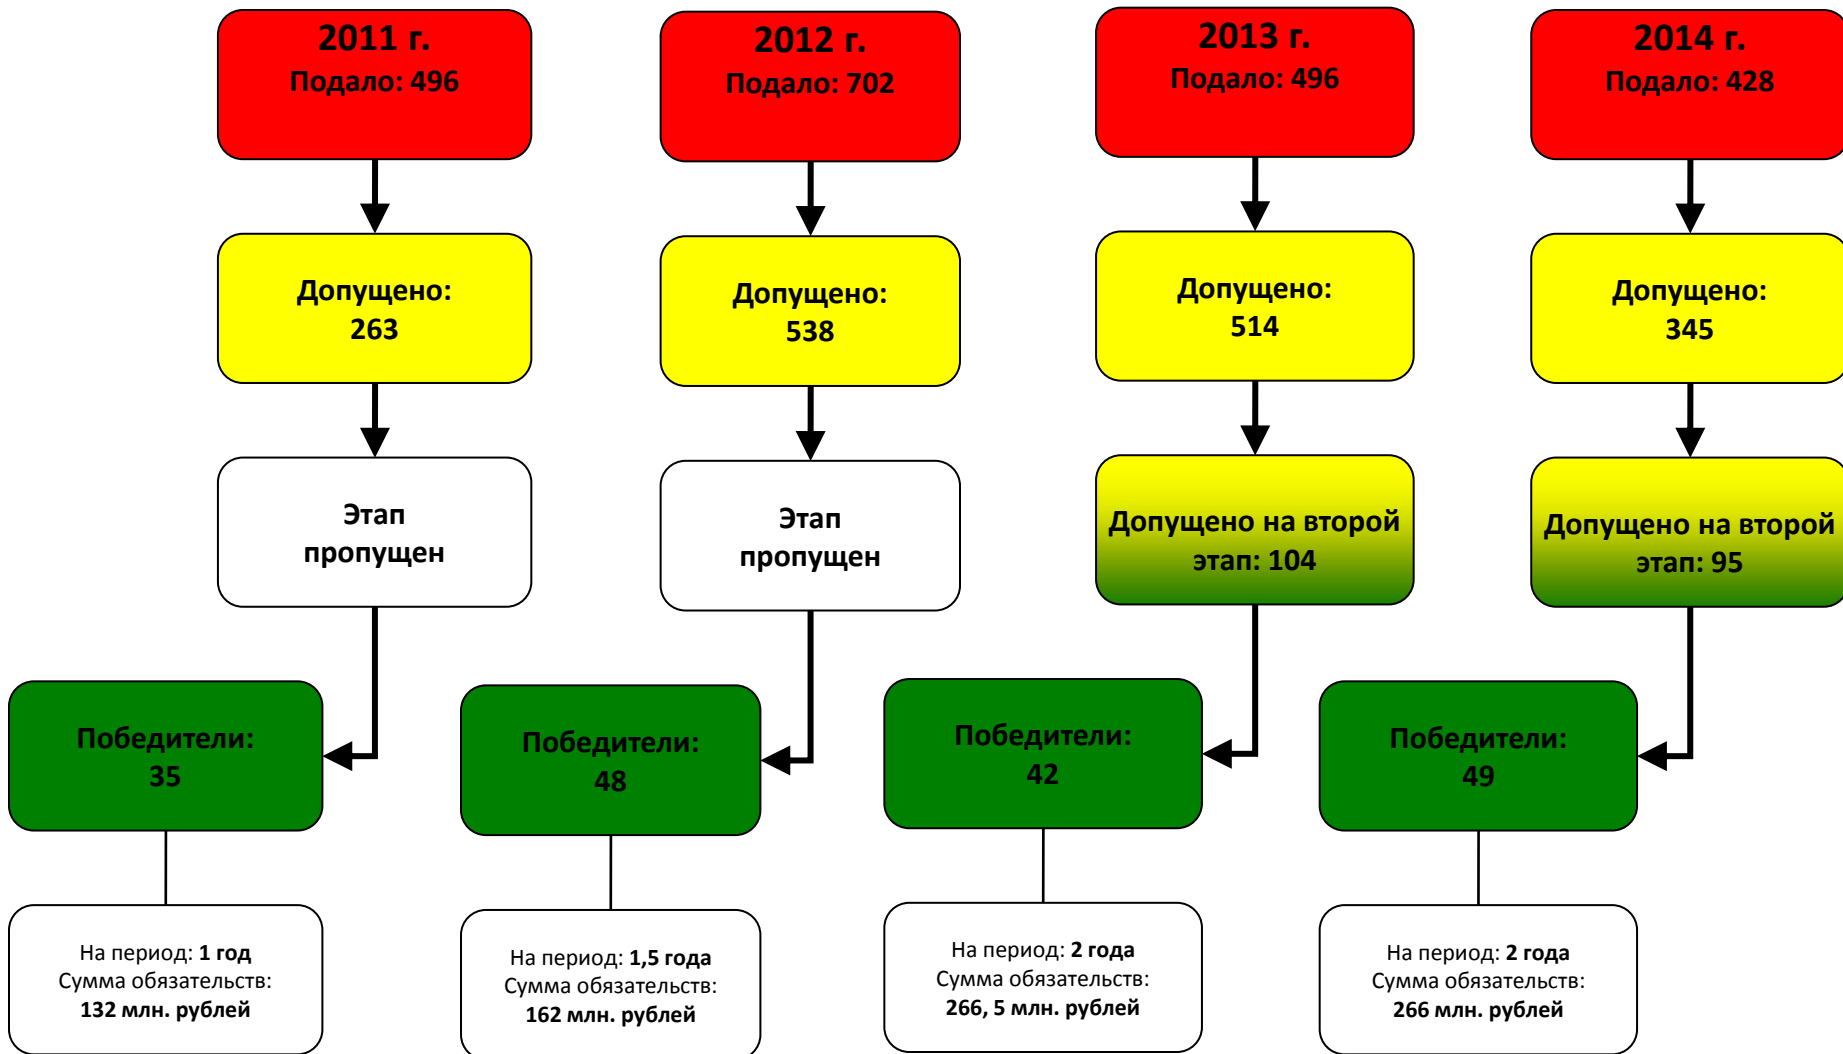 2011 г.
Подало: 496
2012 г.
Подало: 702
2013 г.
Подало: 496
2014 г.
Подало: 428
Допущено:
263
Допущено:
538
Допущено:
514
Допущено:
345
Этап
пропущен
Этап
пропущен
Допущено на второй
этап: 104
Допущено на второй
этап: 95
Победители:
35
Победители:
48
Победители:
42
Победители:
49
На период: 1 год
Сумма обязательств:
132 млн. рублей
На период: 1,5 года
Сумма обязательств:
162 млн. рублей
На период: 2 года
Сумма обязательств:
266, 5 млн. рублей
На период: 2 года
Сумма обязательств:
266 млн. рублей